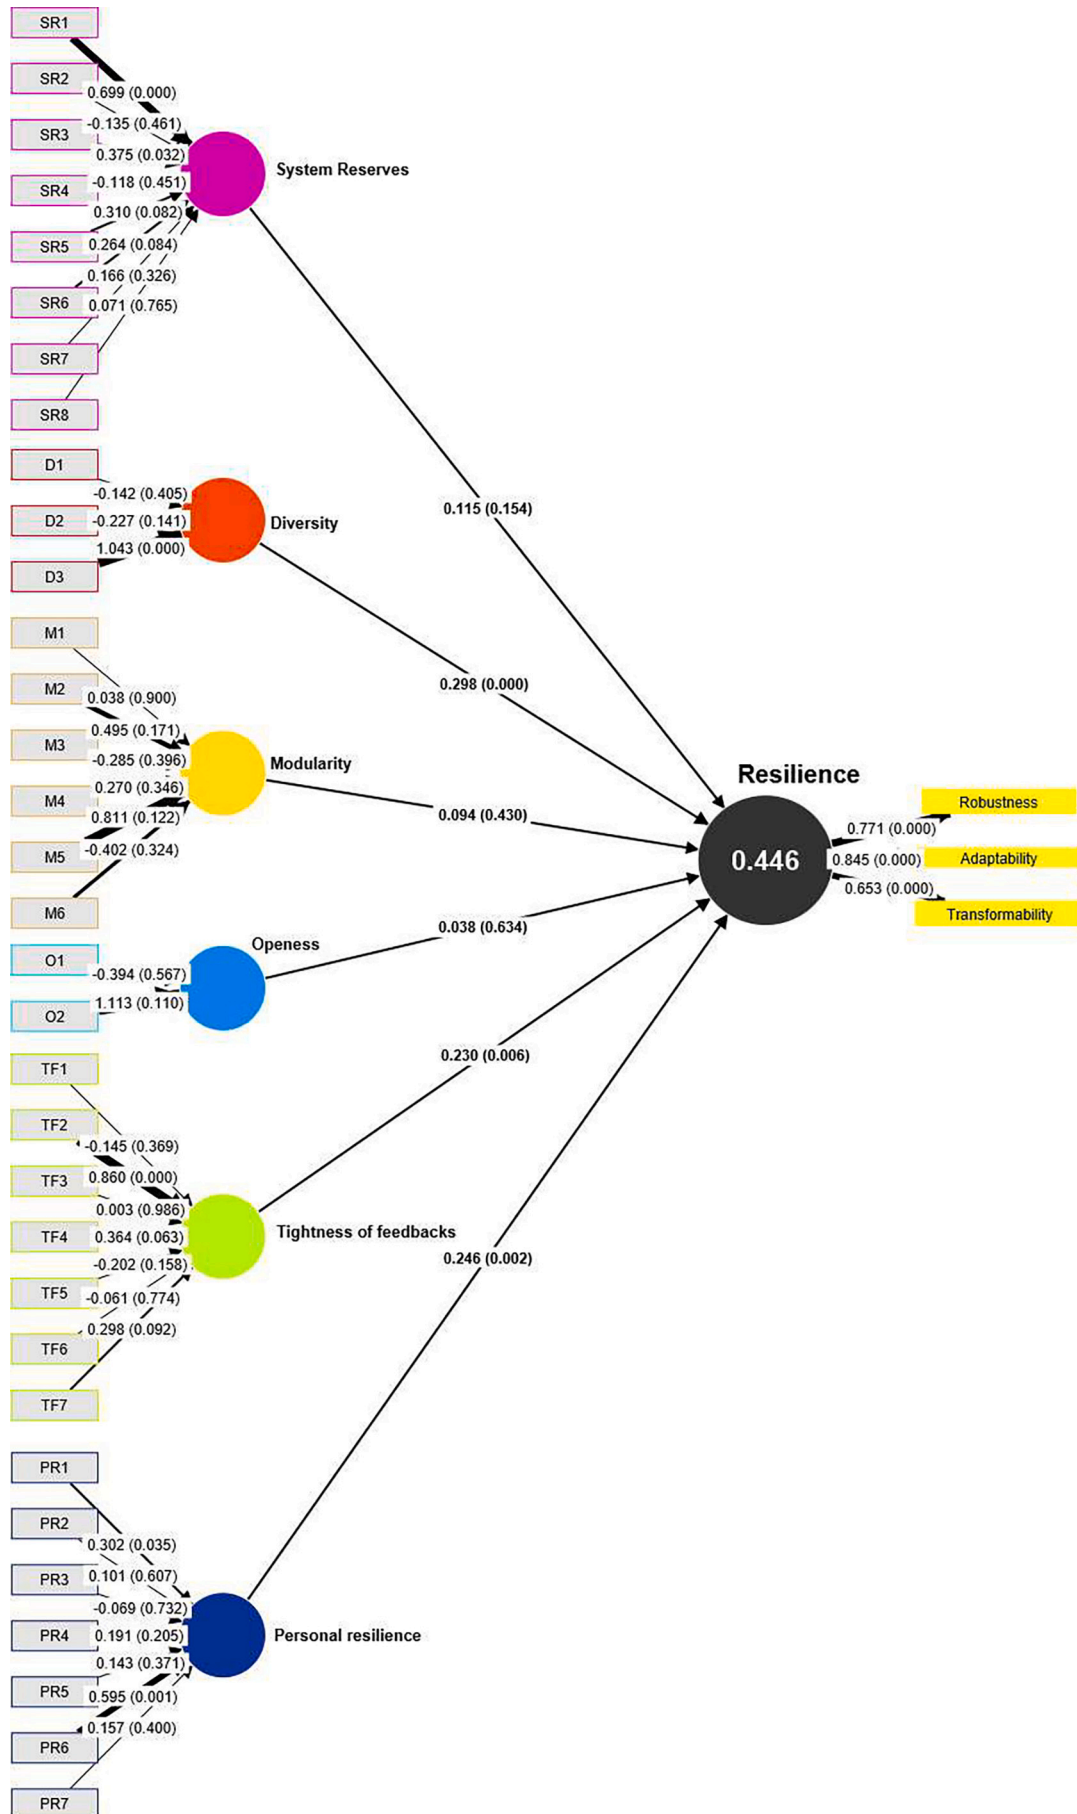 SR1
SR2
SR3
SR4
SR5
SR6
SR7
SR8
0.699 (0.000)
-0.135 (0.461)
0.375 (0.032)
-0.118 (0.451)
0.310 (0.082)
0.264 (0.084)
0.166 (0.326)
0.071 (0.765)
System Reserves
0.115 (0.154)
D1
D2
D3
-0.142 (0.405)
-0.227 (0.141)
1.043 (0.000)
Diversity
0.298 (0.000)
M1
M2
M3
M4
M5
M6
0.038 (0.900)
0.495 (0.171)
-0.285 (0.396)
0.270 (0.346)
0.811 (0.122)
-0.402 (0.324)
Modularity
0.094 (0.430)
O1
O2
-0.394 (0.567)
1.113 (0.110)
Openess
0.038 (0.634)
TF1
TF2
TF3
TF4
TF5
TF6
TF7
-0.145 (0.369)
0.860 (0.000)
0.003 (0.986)
0.364 (0.063)
-0.202 (0.158)
-0.061 (0.774)
0.298 (0.092)
Tightness of feedbacks
0.230 (0.006)
PR1
PR2
PR3
PR4
PR5
PR6
PR7
0.302 (0.035)
0.101 (0.607)
-0.069 (0.732)
0.191 (0.205)
0.143 (0.371)
0.595 (0.001)
0.157 (0.400)
Personal resilience
0.246 (0.002)
Resilience
0.446
0.771 (0.000)
0.845 (0.000)
0.653 (0.000)
Robustness
Adaptability
Transformability